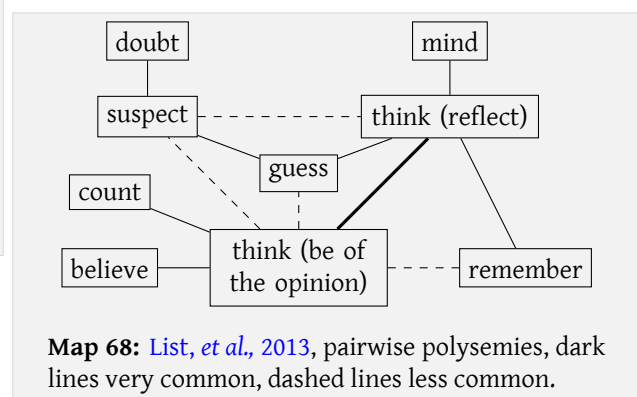 doubt
mind
suspect
think (reflect)
guess
count
think (be of
the opinion)
believe
remember
Map 68: List, et al., 2013, pairwise polysemies, dark
lines very common, dashed lines less common.